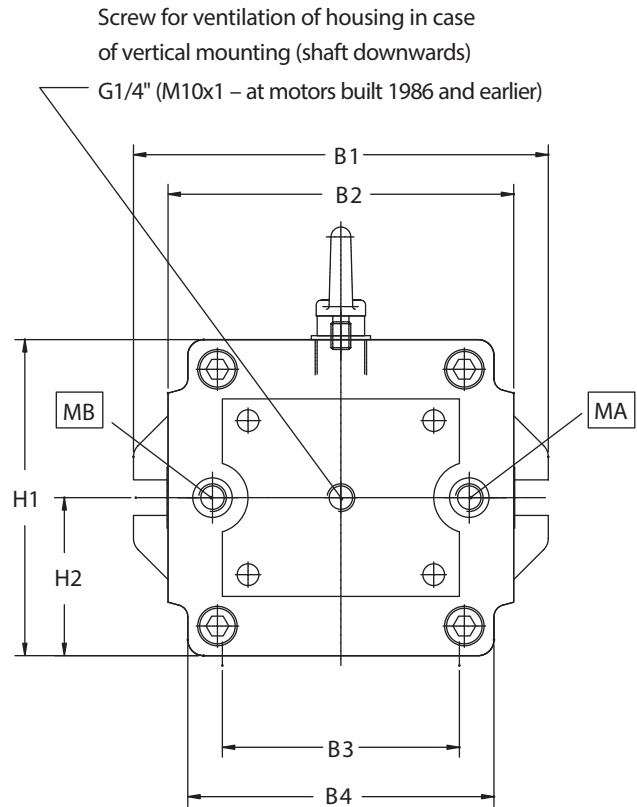 Screw for ventilation of housing in case
of vertical mounting (shaft downwards)
G1/4" (M10x1 – at motors built 1986 and earlier)
B1
B2
MB
MA
H1
H2
B3
B4